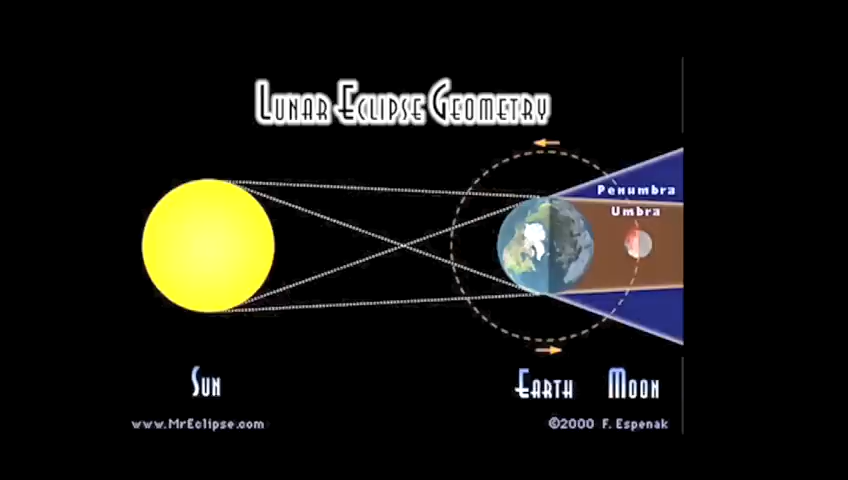 Lunar Eclipse Geometry
Penumbra
Umbra
Sun
Earth
Moon
www.MrEclipse.com
©2000 F. Espenak